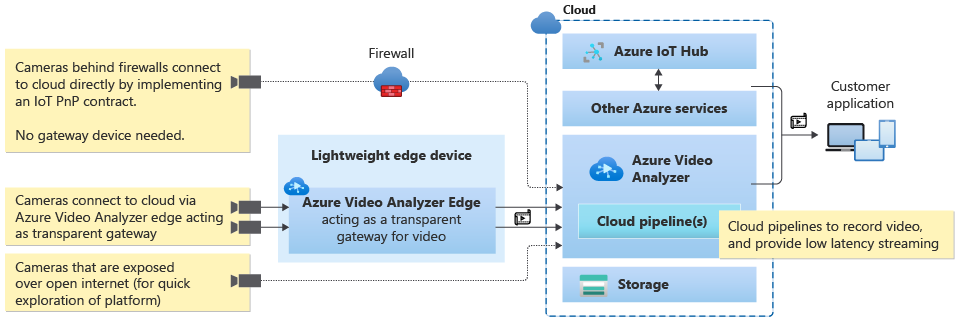 Cloud
Cameras behind firewalls connect
to cloud directly by implementing
an IoT PnP contract.
No gateway device needed.
Firewall
Azure IoT Hub
Other Azure services
Customer
application
Lightweight edge device
Azure Video Analyzer Edge
acting as a transparent
gateway for video
Azure Video
Analyzer
Cameras connect to cloud via
Azure Video Analyzer edge acting
as transparent gateway
Cloud pipeline(s)
Cloud pipelines to record video,
and provide low latency streaming
Cameras that are exposed
over open internet (for quick
exploration of platform)
Storage